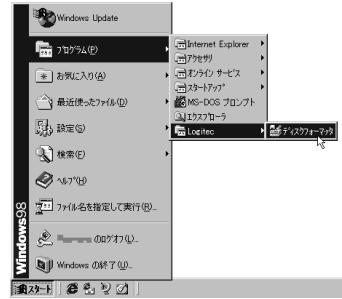 Windows Update
プログラム(P)
お気に入り(A)
最近使ったファイル(D)
設定(S)
検索(F)
ヘルプ(H)
ファイル名を指定して実行(R)...
のログオフ(L)...
Windows の終了(U)...
Windows98
スタート
Internet Explorer
アクセサリ
オンライン サービス
スタートアップ
MS-DOS プロンプト
エクスプローラ
Logitec
ディスクフォーマッタ